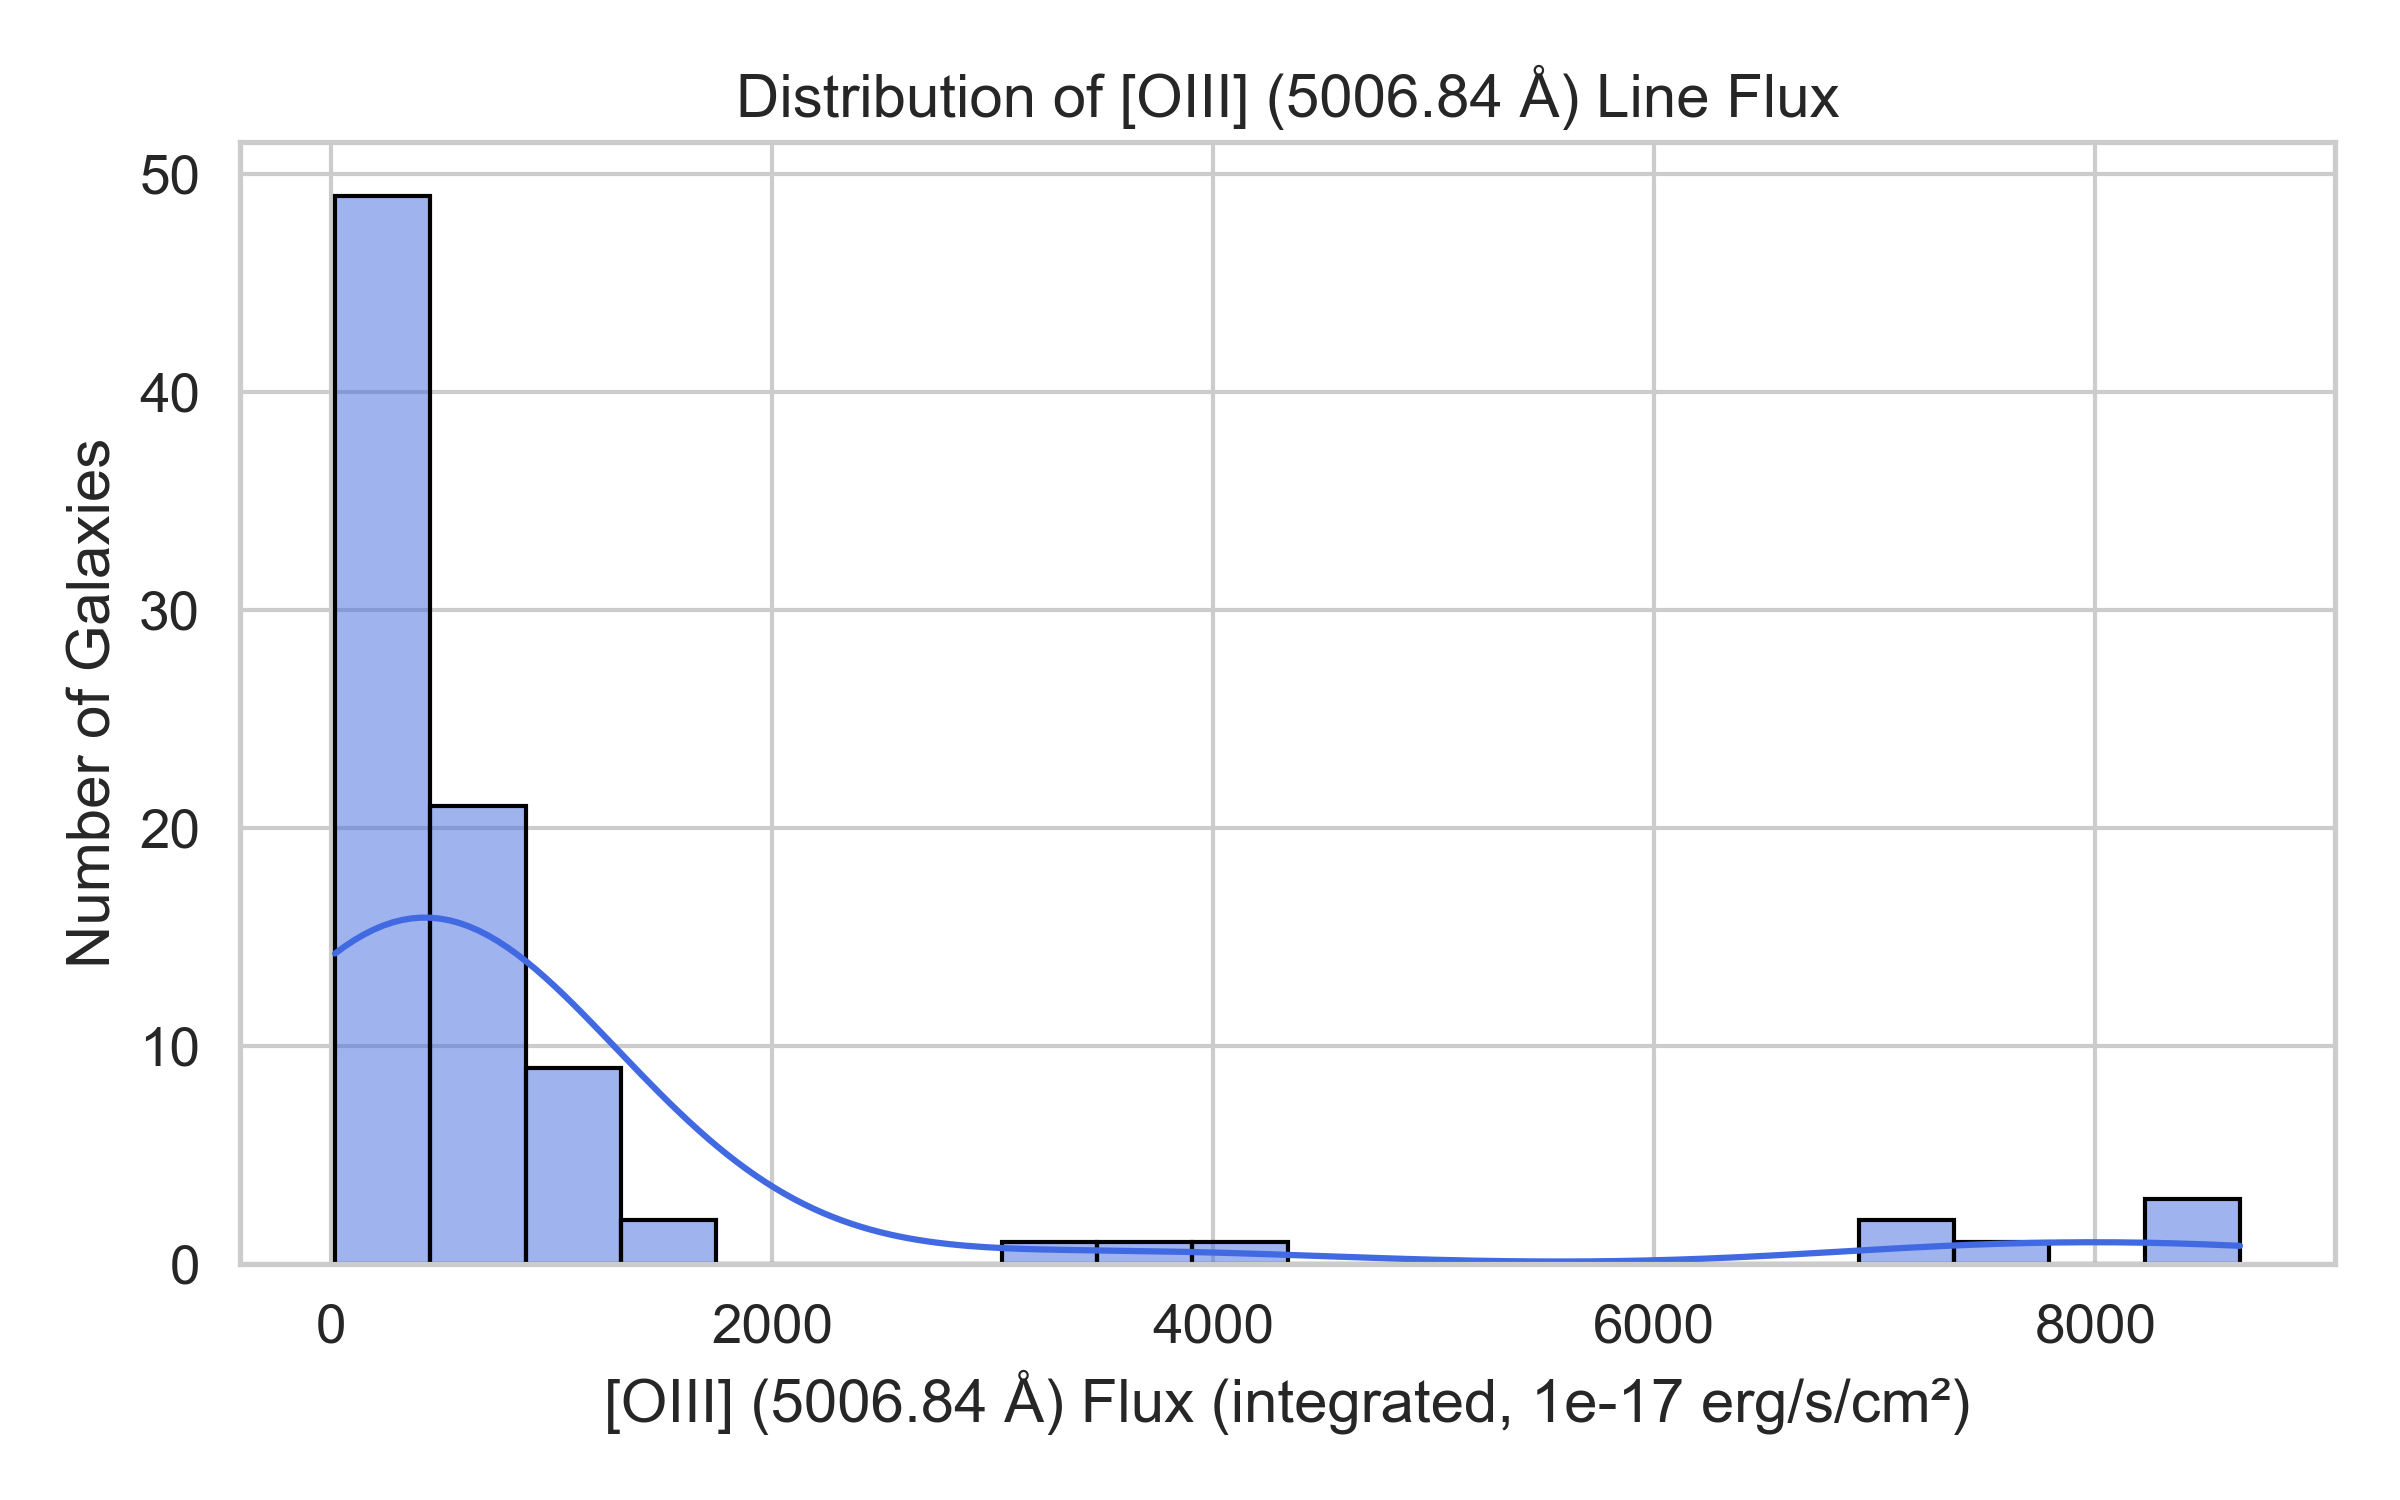 Distribution of [OIII] (5006.84 Å) Line Flux
Number of Galaxies
50
40
30
20
10
0
0 2000 4000 6000 8000
[OIII] (5006.84 Å) Flux (integrated, 1e-17 erg/s/cm²)